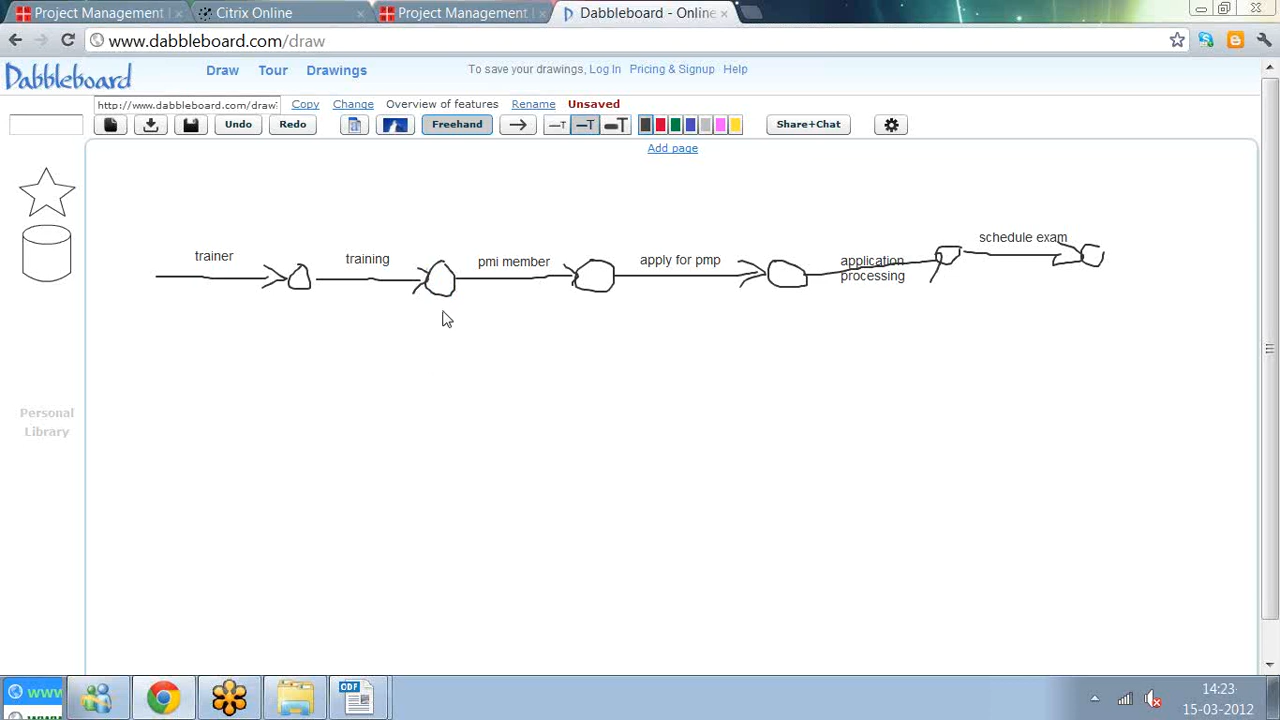 Project Management |
Citrix Online
Project Management |
Dabbleboard - Online
www.dabbleboard.com/draw
Dabbleboard
Draw
Tour
Drawings
To save your drawings, Log In
Pricing & Signup
Help
http://www.dabbleboard.com/draw
Copy
Change
Overview of features
Rename
Unsaved
Undo
Redo
Freehand
T
T
T
Share+Chat
Add page
trainer
training
pmi member
apply for pmp
application
processing
schedule exam
Personal
Library
www
ODF
14:23
15-03-2012